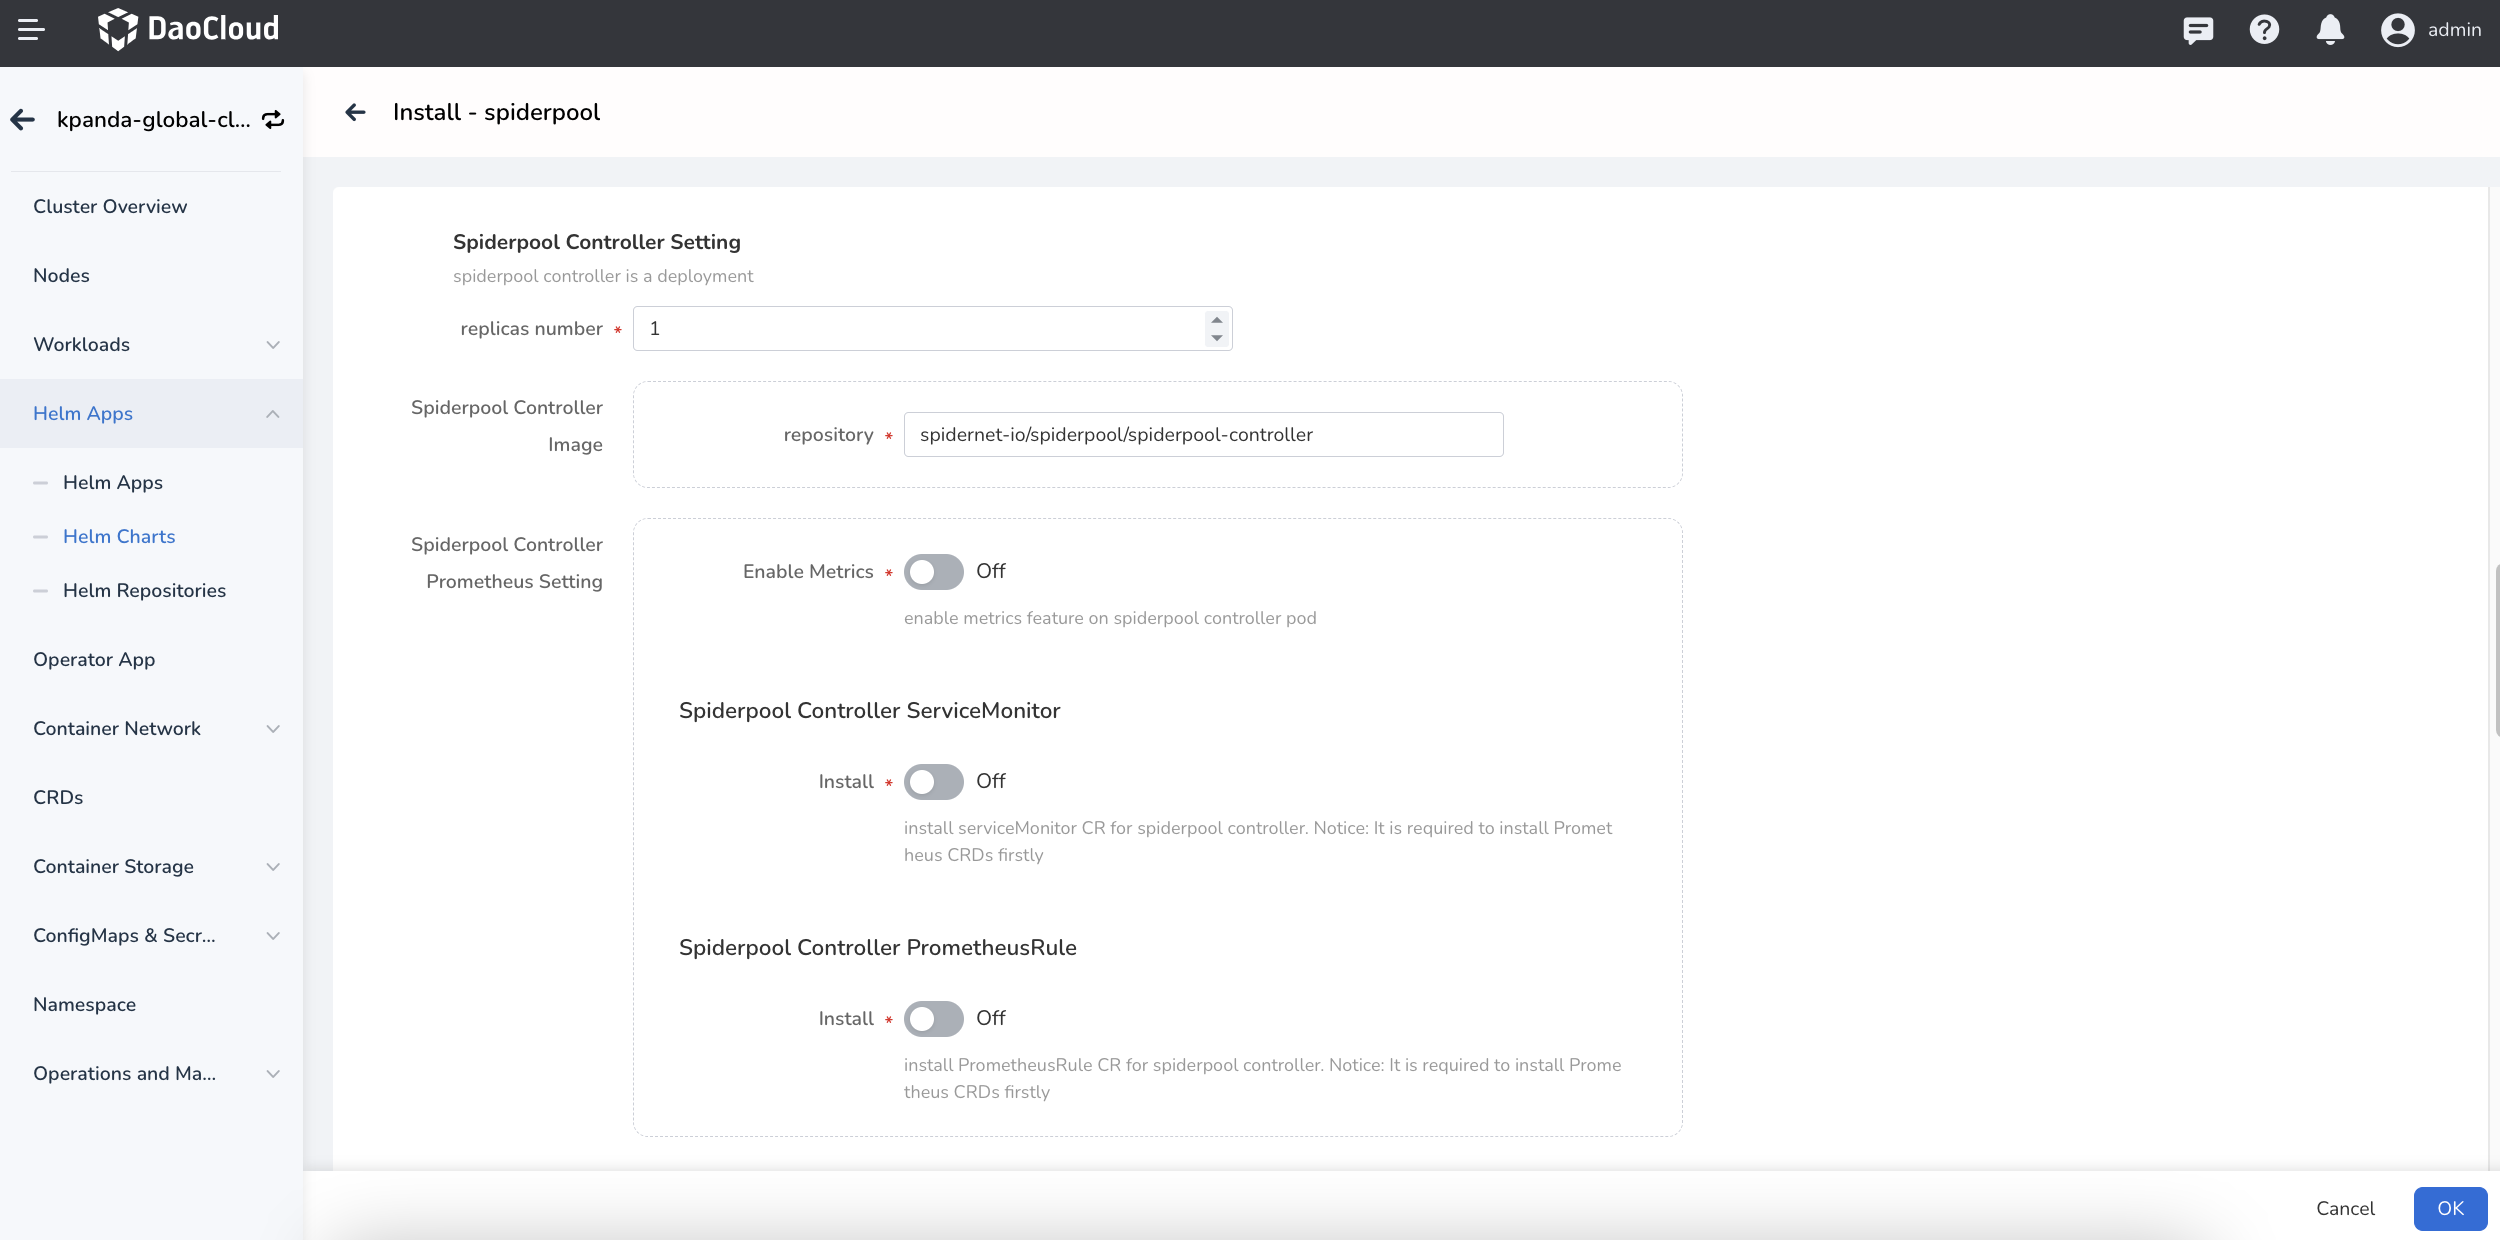 DaoCloud
admin
kpanda-global-cl...
Cluster Overview
Nodes
Workloads
Helm Apps
Helm Apps
Helm Charts
Helm Repositories
Operator App
Container Network
CRDs
Container Storage
ConfigMaps & Secr...
Namespace
Operations and Ma...
Install - spiderpool
Spiderpool Controller Setting
spiderpool controller is a deployment
replicas number * 1
Spiderpool Controller
Image
repository * spidernet-io/spiderpool/spiderpool-controller
Spiderpool Controller
Prometheus Setting
Enable Metrics * Off
enable metrics feature on spiderpool controller pod
Spiderpool Controller ServiceMonitor
Install * Off
install serviceMonitor CR for spiderpool controller. Notice: It is required to install Promet
heus CRDs firstly
Spiderpool Controller PrometheusRule
Install * Off
install PrometheusRule CR for spiderpool controller. Notice: It is required to install Prome
theus CRDs firstly
Cancel
OK